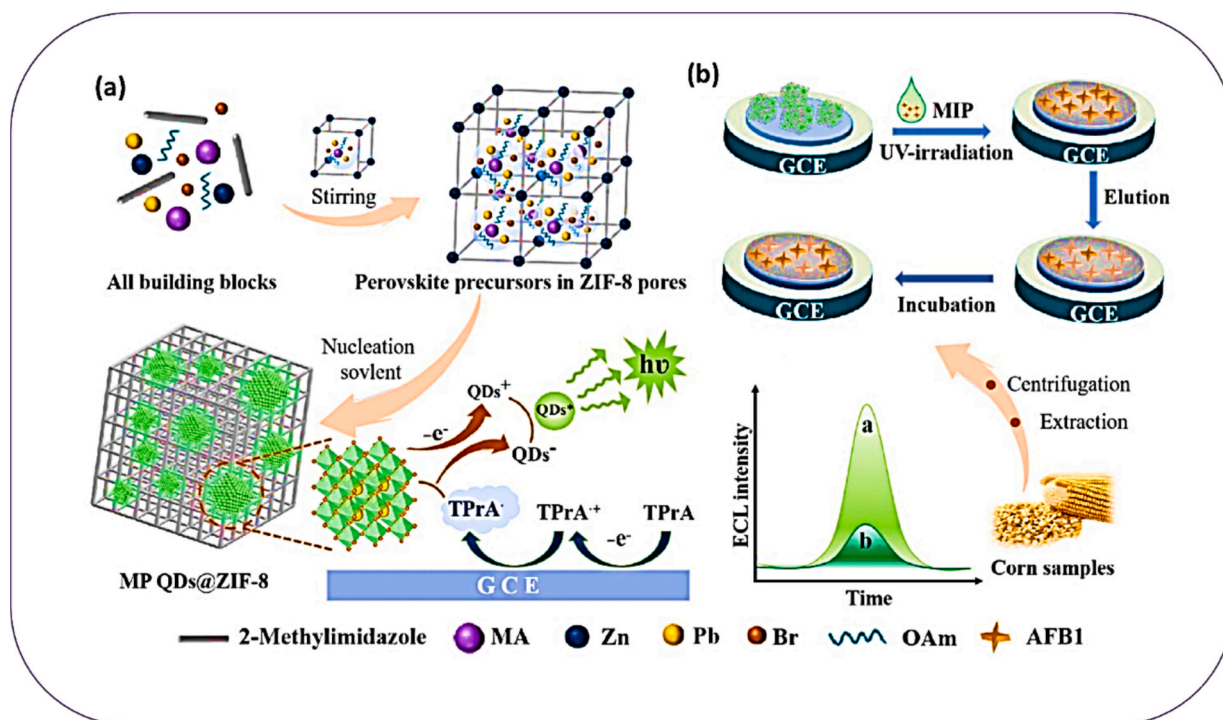 (a)
Stirring
All building blocks
Perovskite precursors in ZIF-8 pores
Nucleation
sovlent
MP QDs@ZIF-8
–e-
QDs+
QDs-
QDs*
hυ
TPrA·
TPrA·+
–e-
TPrA
GCE
(b)
GCE
MIP
UV-irradiation
GCE
Elution
GCE
Incubation
GCE
Centrifugation
Extraction
Corn samples
ECL intensity
a
b
Time
2-Methylimidazole
MA
Zn
Pb
Br
OAm
AFB1